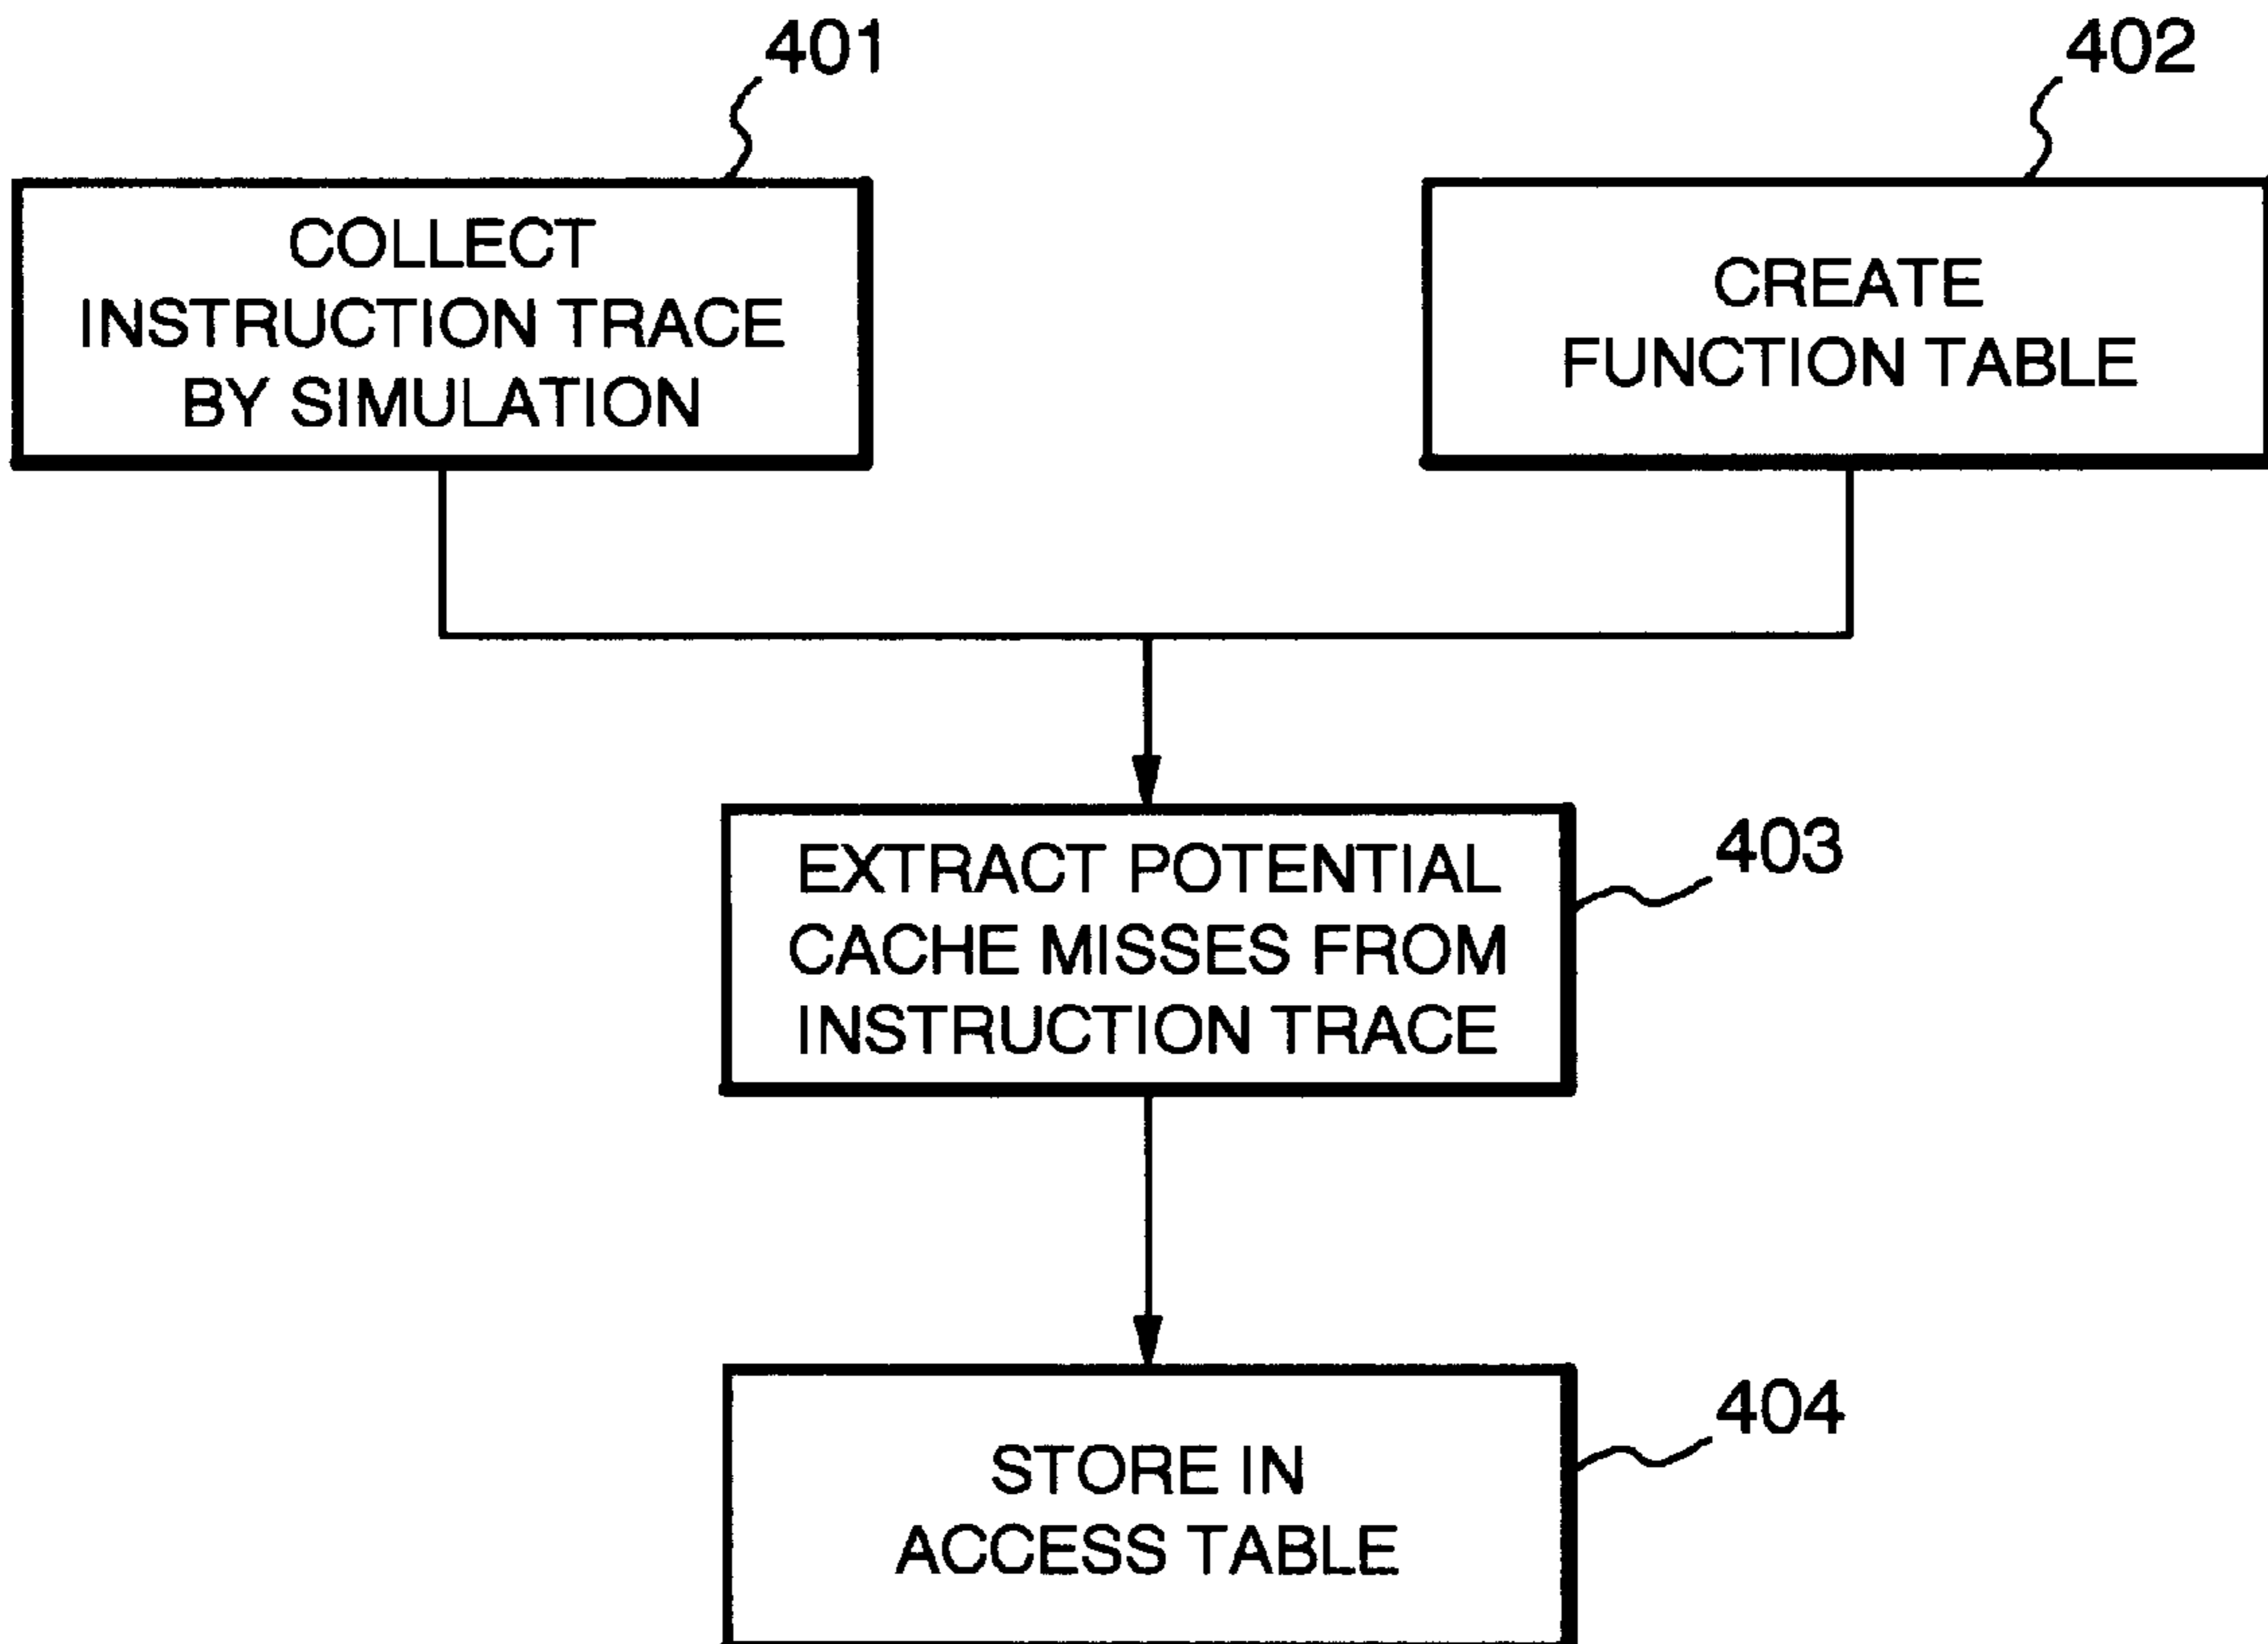 401
402
COLLECT
INSTRUCTION TRACE
BY SIMULATION
CREATE
FUNCTION TABLE
EXTRACT POTENTIAL
CACHE MISSES FROM
INSTRUCTION TRACE
403
STORE IN
ACCESS TABLE
404